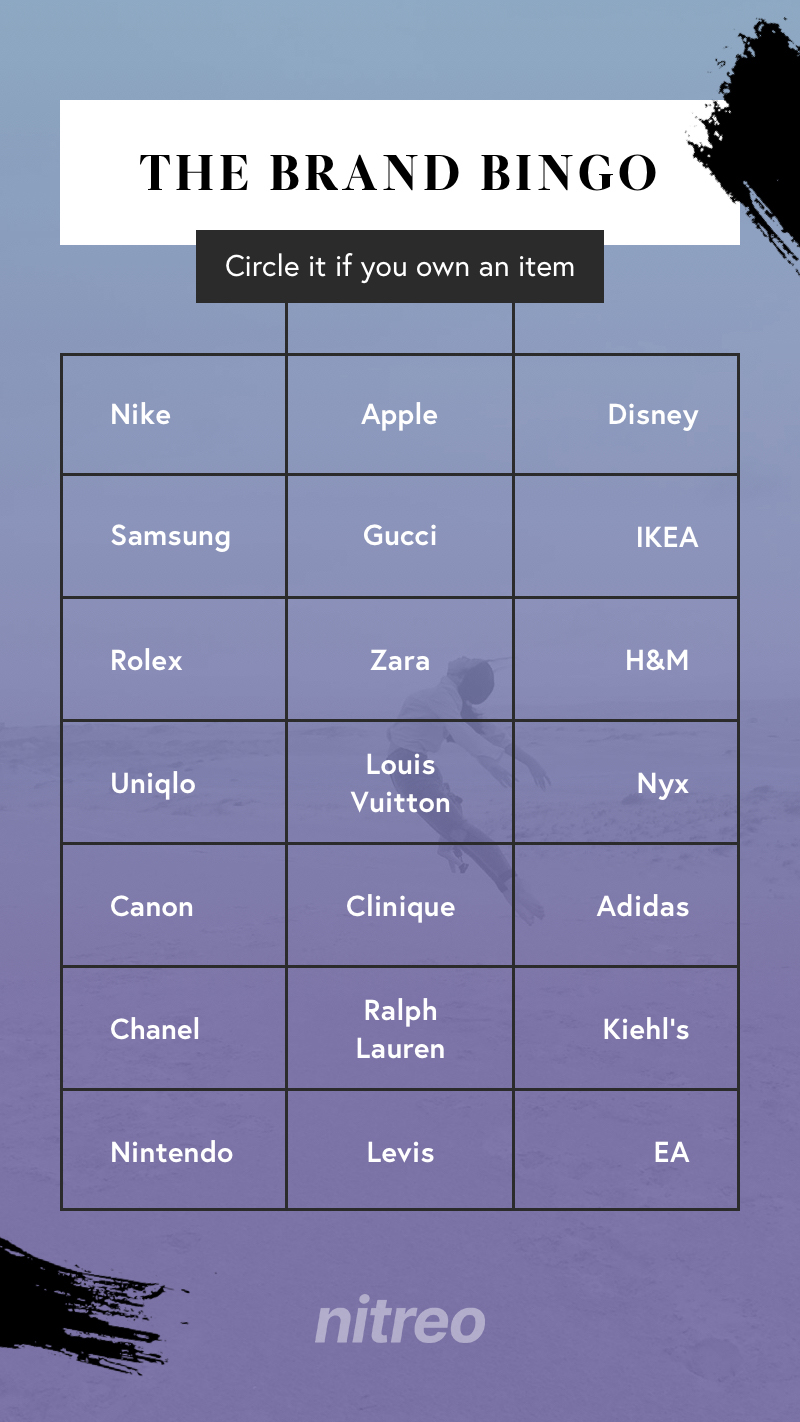 THE BRAND BINGO
Circle it if you own an item
Nike Apple Disney
Samsung Gucci IKEA
Rolex Zara H&M
Uniqlo Louis Vuitton Nyx
Canon Clinique Adidas
Chanel Ralph Lauren Kiehl's
Nintendo Levis EA
nitreo